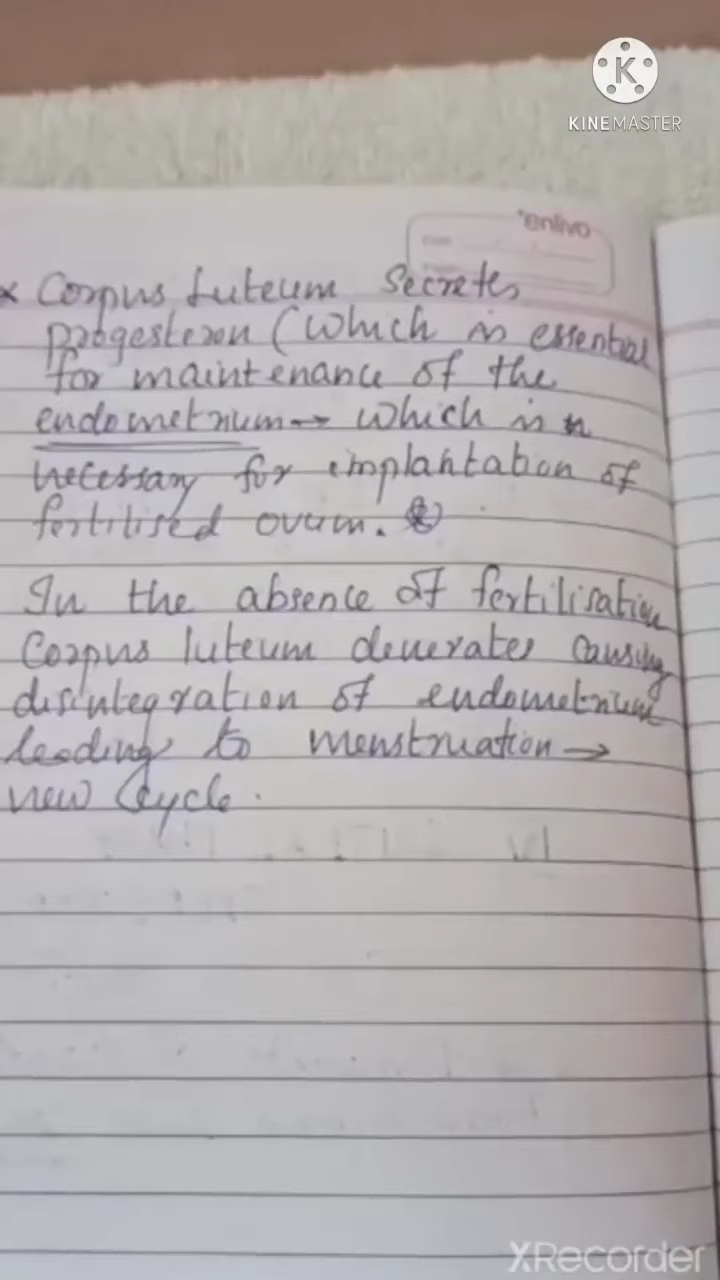 KINEMASTER
enlivo
* Corpus Luteum Secretes
progesteron (which is essential
for maintenance of the
endometrium → which is
necessary for implantation of
fertilised ovum.
In the absence of fertilisation
Corpus luteum denerates causing
disintegration of endometrium
leading to menstruation →
new Cycle.
XRecorder